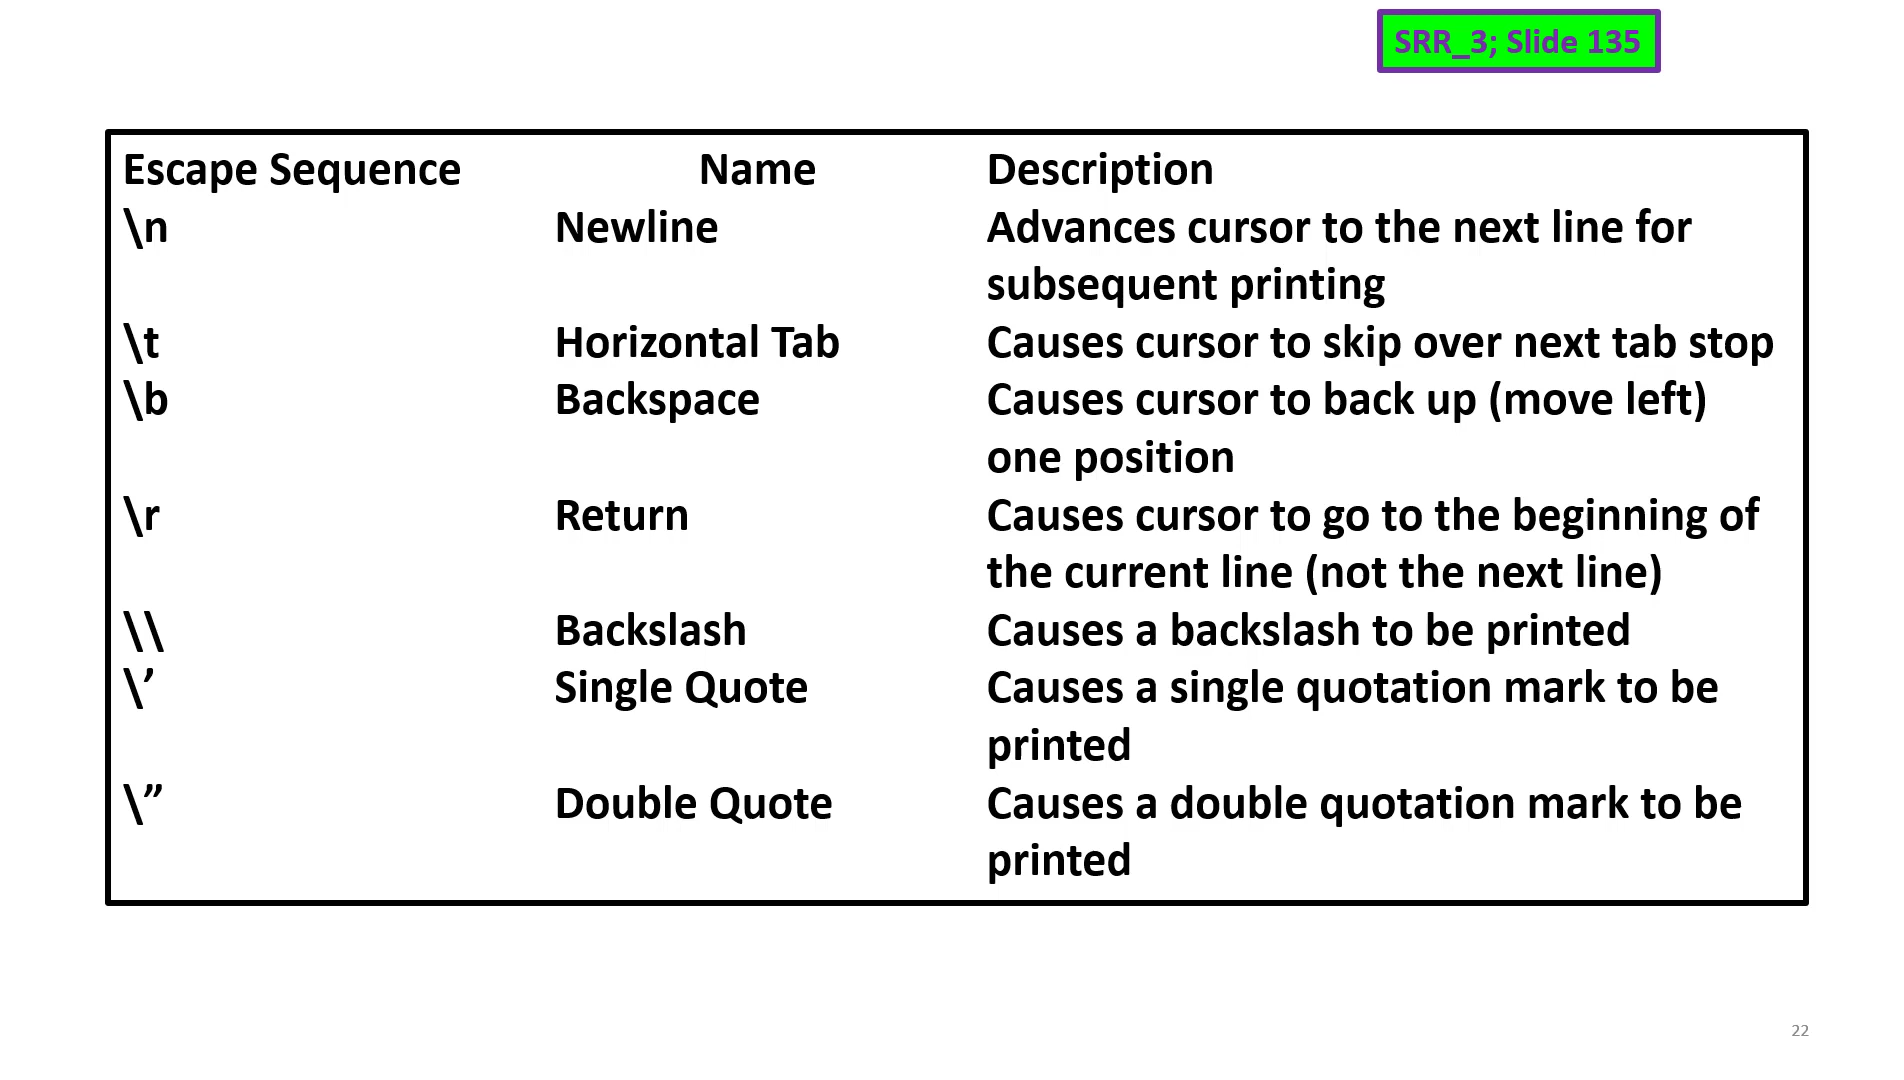 SRR_3; Slide 135
Escape Sequence Name Description
\n Newline Advances cursor to the next line for
subsequent printing
\t Horizontal Tab Causes cursor to skip over next tab stop
\b Backspace Causes cursor to back up (move left)
one position
\r Return Causes cursor to go to the beginning of
the current line (not the next line)
\\ Backslash Causes a backslash to be printed
\’ Single Quote Causes a single quotation mark to be
printed
\” Double Quote Causes a double quotation mark to be
printed
22